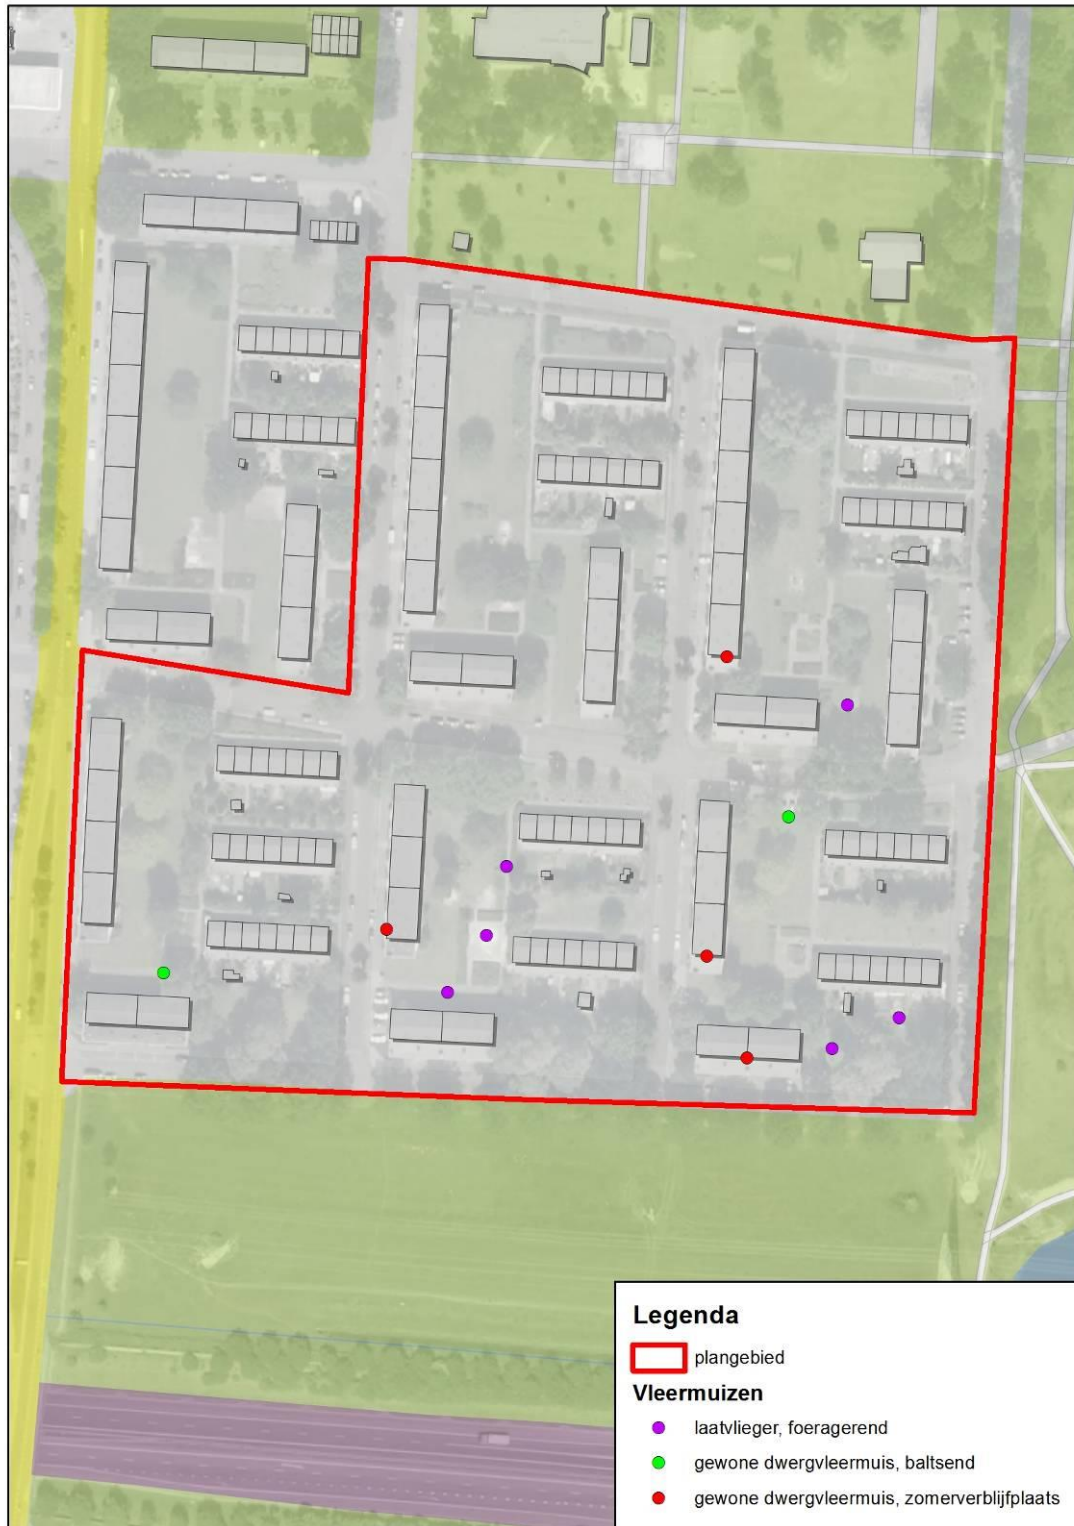 Legenda
plangebied
Vleermuizen
laatvlieger, foeragerend
gewone dwergvleermuis, baltsend
gewone dwergvleermuis, zomerverblijfplaats